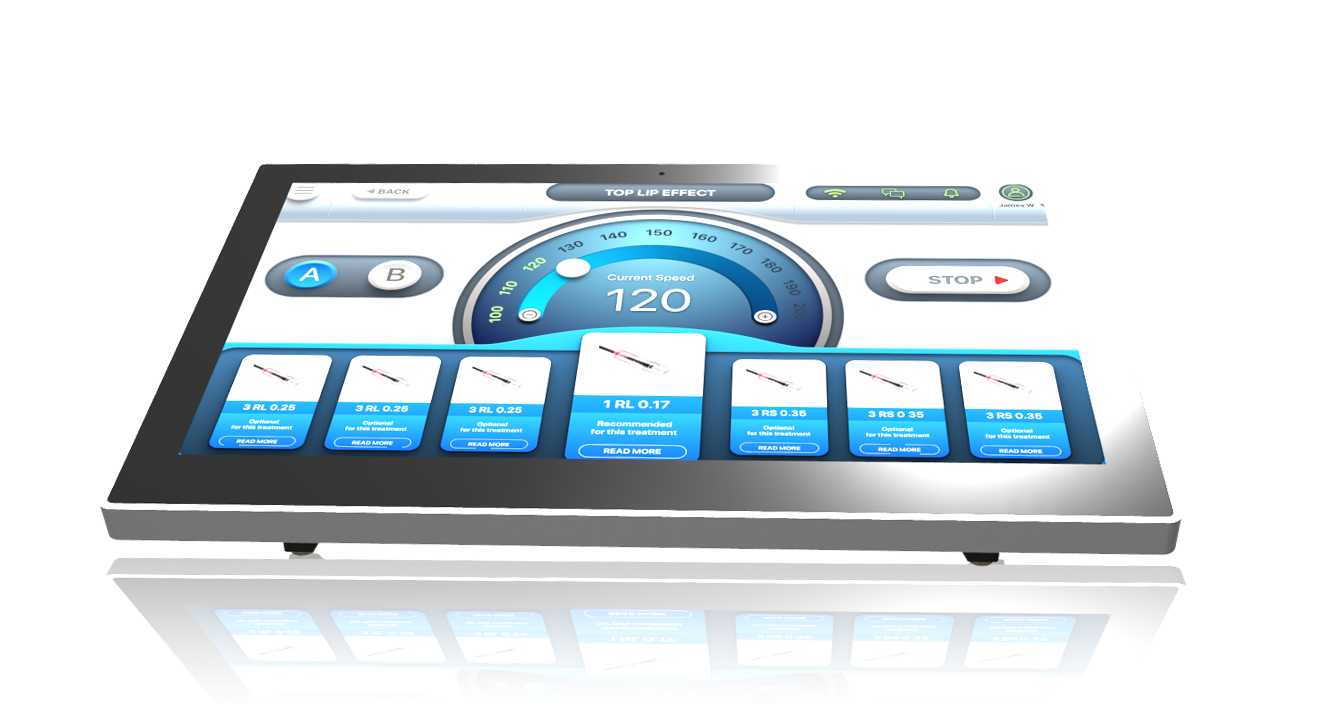 BACK
TOP LIP EFFECT
James W
100
110
120
130
140
150
160
170
180
190
A
B
Current Speed
120
STOP
3 RL 0.25
Optional
for this treatment
READ MORE
3 RL 0.25
Optional
for this treatment
READ MORE
3 RL 0.25
Optional
for this treatment
READ MORE
1 RL 0.17
Recommended
for this treatment
READ MORE
3 RS 0.35
Optional
for this treatment
READ MORE
3 RS 0 35
Optional
for this treatment
READ MORE
3 RS 0.35
Optional
for this treatment
READ MORE